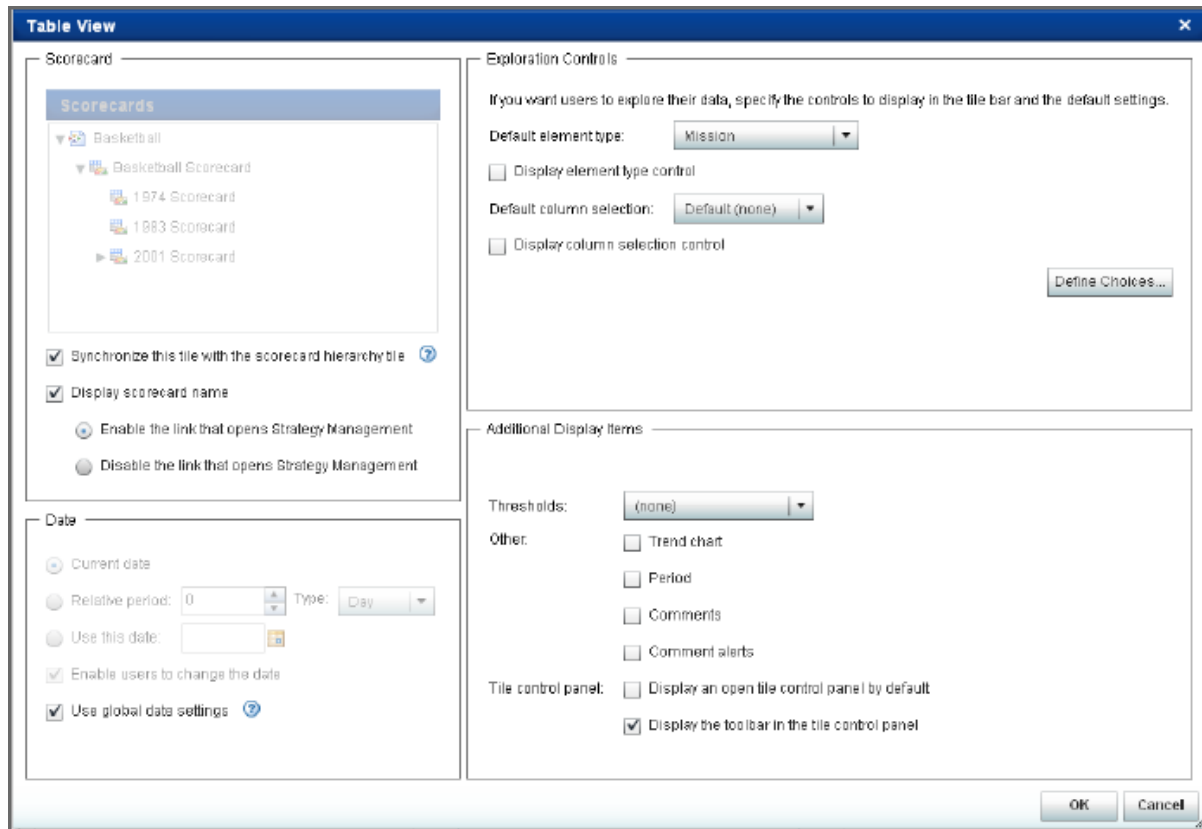 Table View
Scorecard
Scorecards
Basketball
Basketball Scorecard
1974 Scorecard
1983 Scorecard
2001 Scorecard
Synchronize this tile with the scorecard hierarchy tile
Display scorecard name
Enable the link that opens Strategy Management
Disable the link that opens Strategy Management
Date
Current date
Relative period: 0 Type: Day
Use this date:
Enable users to change the date
Use global date settings
Exploration Controls
If you want users to explore their data, specify the controls to display in the tile bar and the default settings.
Default element type: Mission
Display element type control
Default column selection: Default (none)
Display column selection control
Define Choices...
Additional Display Items
Thresholds: (none)
Other: Trend chart
Period
Comments
Comment alerts
Tile control panel: Display an open tile control panel by default
Display the toolbar in the tile control panel
OK Cancel